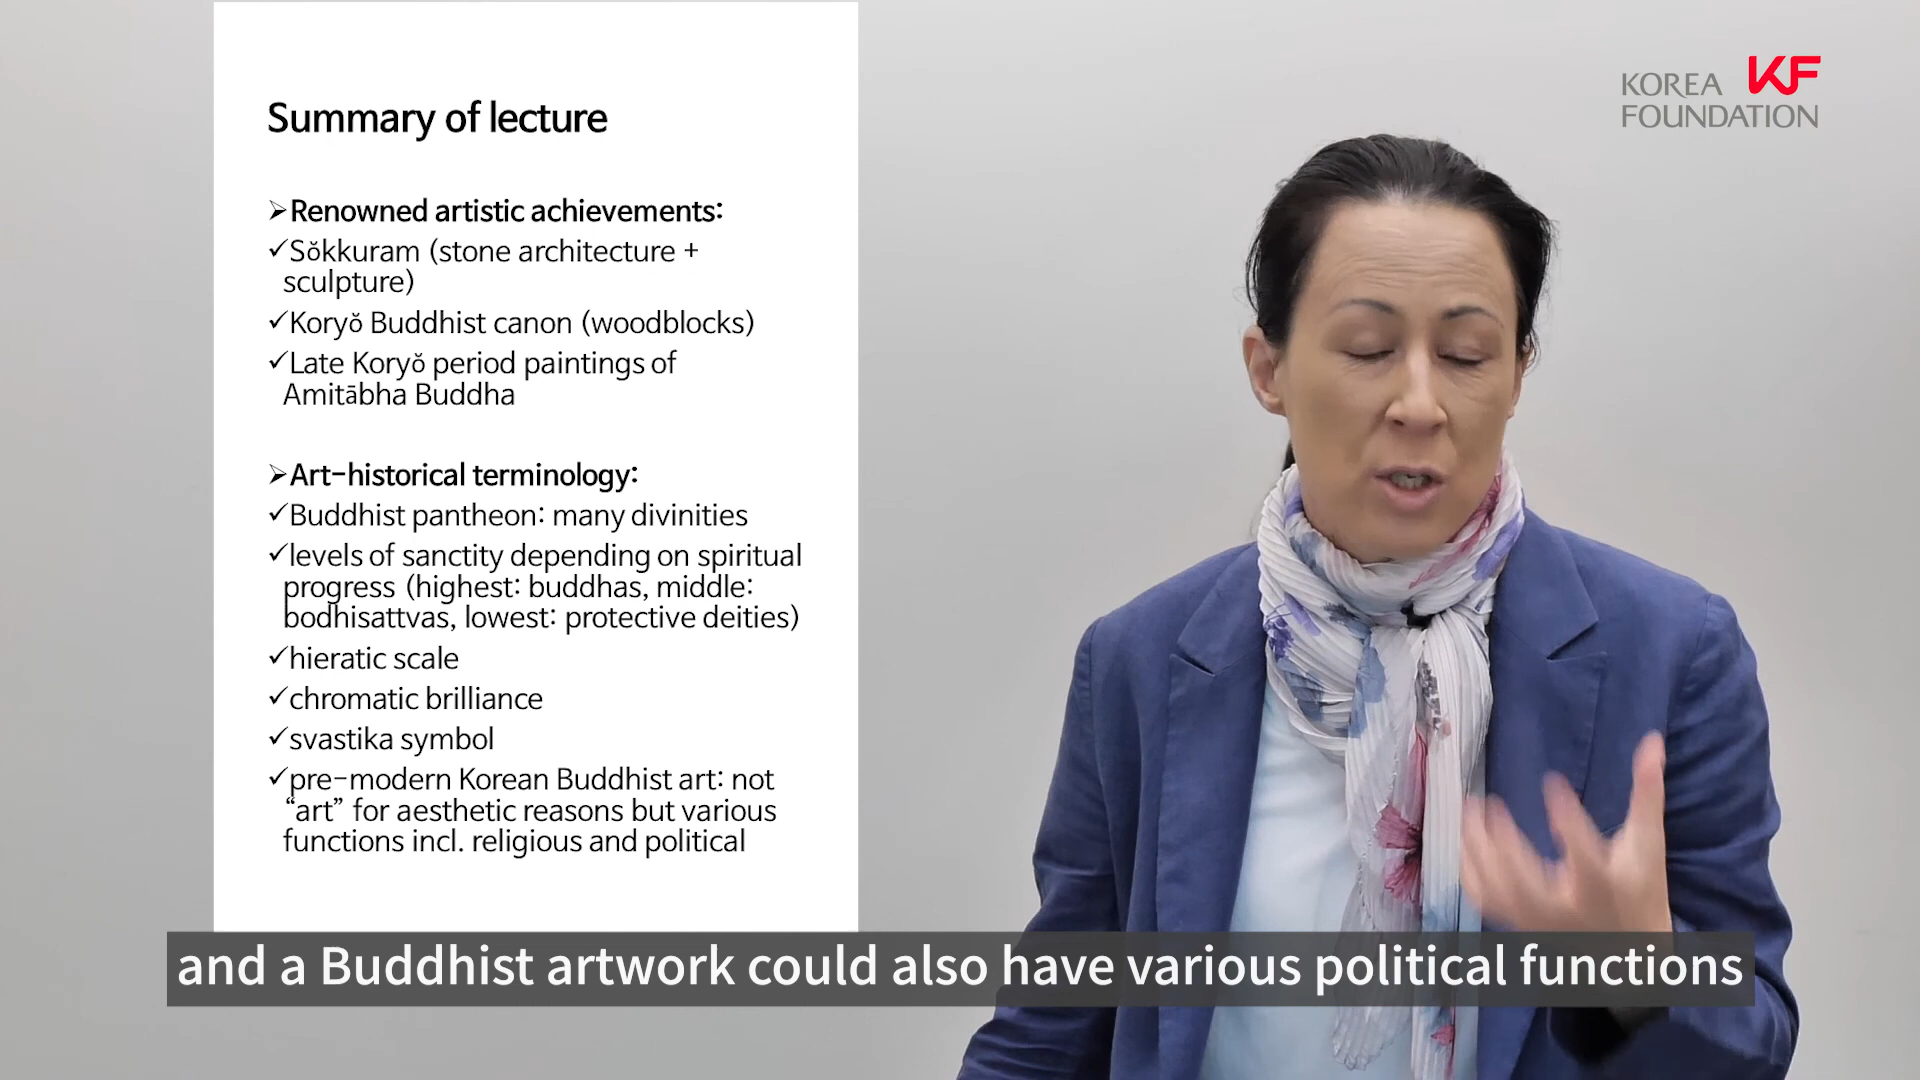 Summary of lecture
➢Renowned artistic achievements:
✓Sŏkkuram (stone architecture +
sculpture)
✓Koryŏ Buddhist canon (woodblocks)
✓Late Koryŏ period paintings of
Amitābha Buddha
➢Art-historical terminology:
✓Buddhist pantheon: many divinities
✓levels of sanctity depending on spiritual
progress (highest: buddhas, middle:
bodhisattvas, lowest: protective deities)
✓hieratic scale
✓chromatic brilliance
✓svastika symbol
✓pre-modern Korean Buddhist art: not
“art” for aesthetic reasons but various
functions incl. religious and political
KOREA KF
FOUNDATION
and a Buddhist artwork could also have various political functions